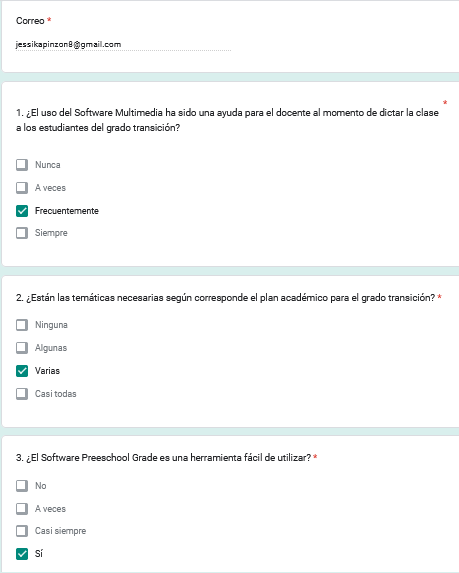 Correo *
jessikapinzon8@gmail.com
*
1. ¿El uso del Software Multimedia ha sido una ayuda para el docente al momento de dictar la clase
a los estudiantes del grado transición?
Nunca
A veces
Frecuentemente
Siempre
2. ¿Están las temáticas necesarias según corresponde el plan académico para el grado transición? *
Ninguna
Algunas
Varias
Casi todas
3. ¿El Software Preeschool Grade es una herramienta fácil de utilizar? *
No
A veces
Casi siempre
Sí